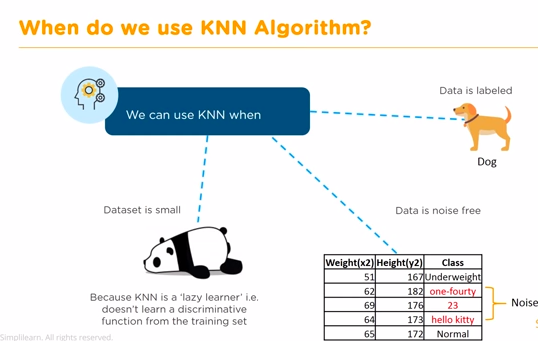 When do we use KNN Algorithm?
We can use KNN when
Data is labeled
Dog
Dataset is small
Because KNN is a 'lazy learner' i.e.
doesn't learn a discriminative
function from the training set
Data is noise free
Weight(x2) Height(y2) Class
51 167 Underweight
62 182 one-fourty
69 176 23
64 173 hello kitty
65 172 Normal
Noise
Simplilearn. All rights reserved.